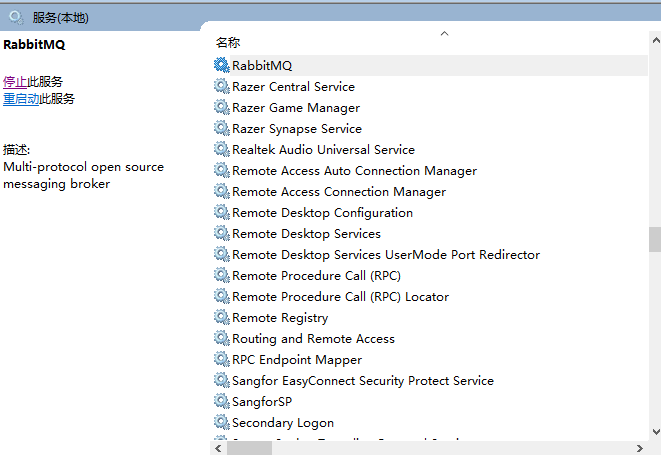 服务(本地)
RabbitMQ
停止此服务
重启动此服务
描述:
Multi-protocol open source
messaging broker
名称
RabbitMQ
Razer Central Service
Razer Game Manager
Razer Synapse Service
Realtek Audio Universal Service
Remote Access Auto Connection Manager
Remote Access Connection Manager
Remote Desktop Configuration
Remote Desktop Services
Remote Desktop Services UserMode Port Redirector
Remote Procedure Call (RPC)
Remote Procedure Call (RPC) Locator
Remote Registry
Routing and Remote Access
RPC Endpoint Mapper
Sangfor EasyConnect Security Protect Service
SangforSP
Secondary Logon